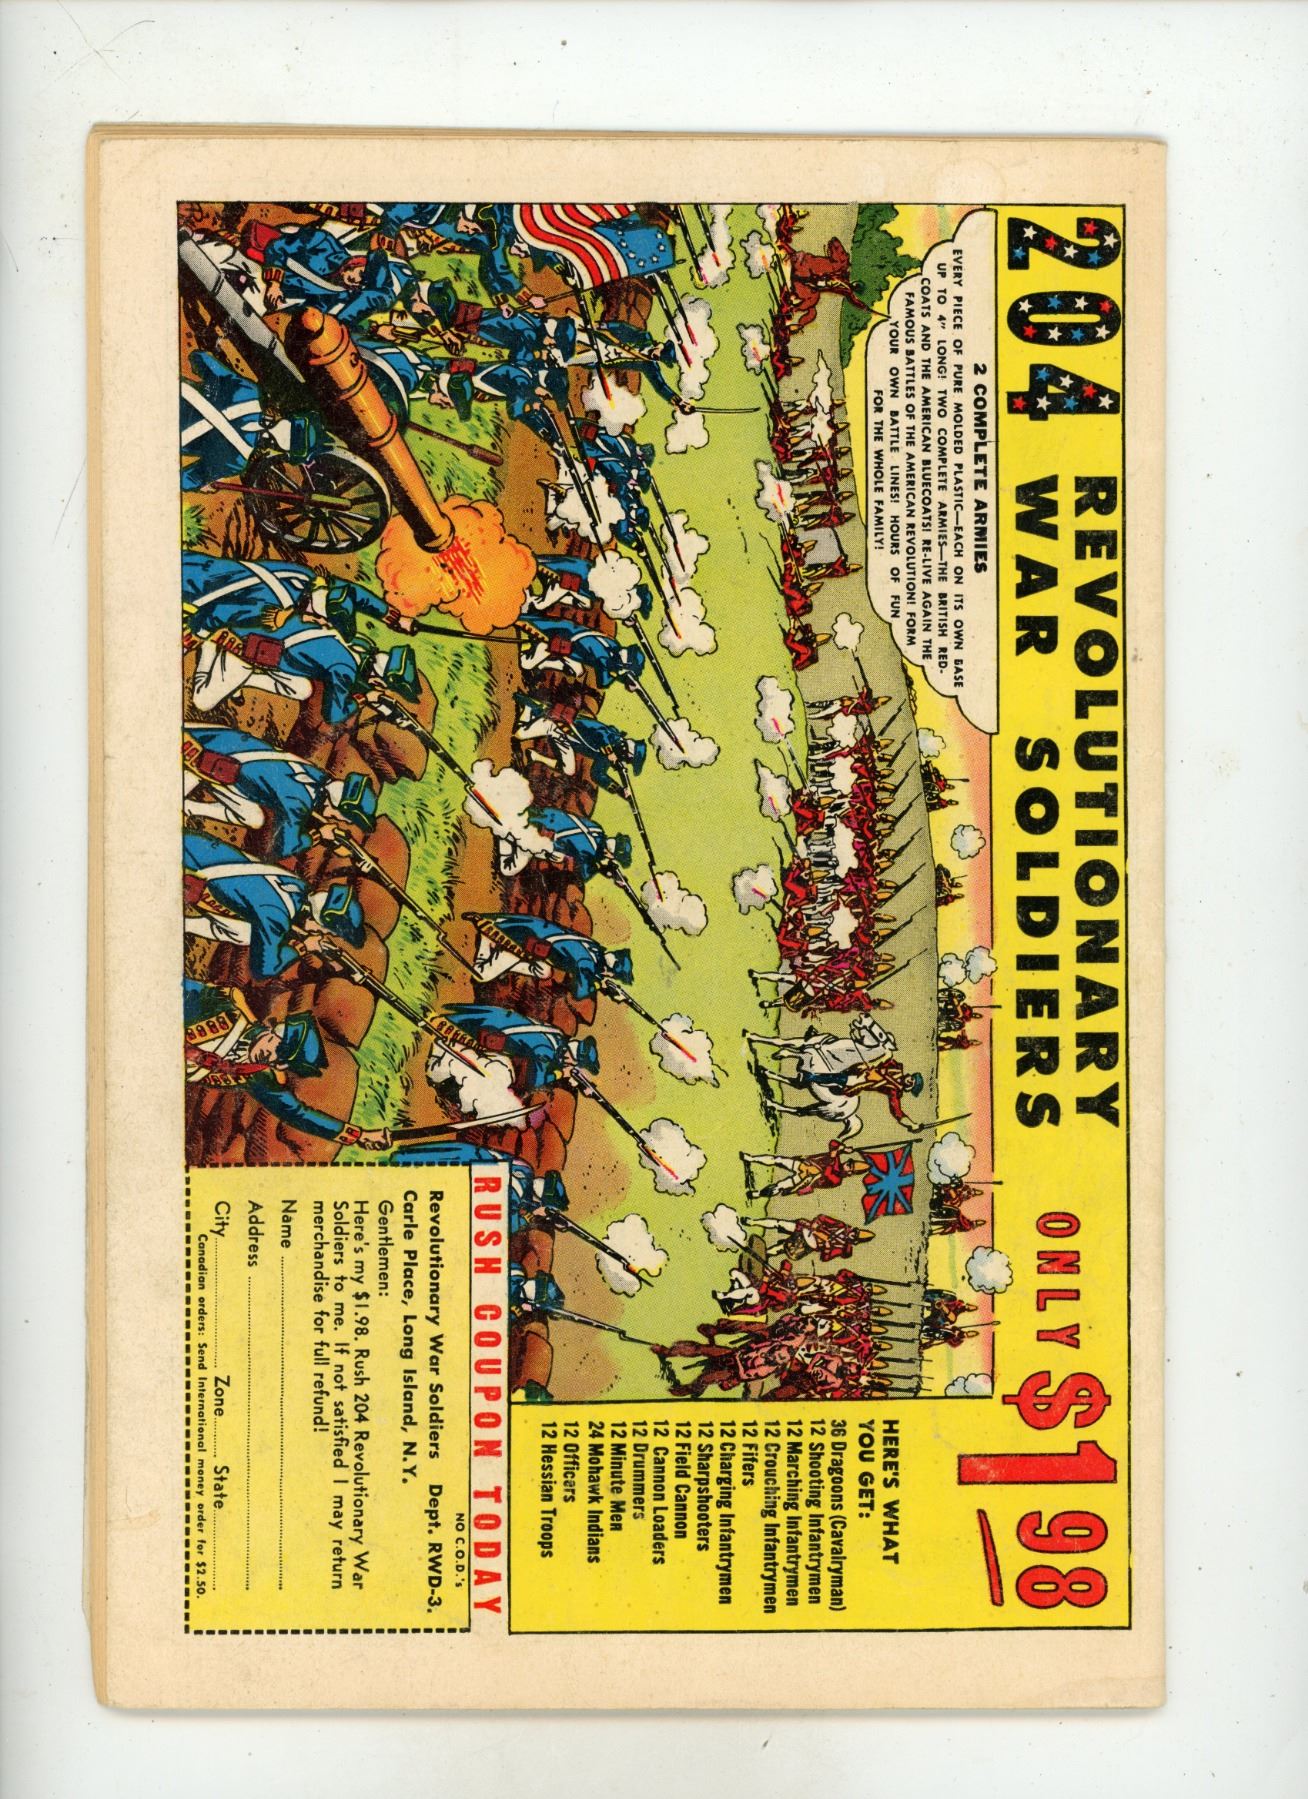 204 REVOLUTIONARY
WAR SOLDIERS
ONLY $1.98
2 COMPLETE ARMIES
EVERY PIECE OF PURE MOLDED PLASTIC—EACH ON ITS OWN BASE
UP TO 4" LONG! TWO COMPLETE ARMIES—THE BRITISH RED-
COATS AND THE AMERICAN BLUECOATS! RE-LIVE AGAIN THE
FAMOUS BATTLES OF THE AMERICAN REVOLUTION! FORM
YOUR OWN BATTLE LINES! HOURS OF FUN
FOR THE WHOLE FAMILY!
HERE'S WHAT
YOU GET:
36 Dragoons (Cavalryman)
12 Shooting Infantrymen
12 Marching Infantrymen
12 Crouching Infantrymen
12 Fifers
12 Charging Infantrymen
12 Sharpshooters
12 Field Cannon
12 Cannon Loaders
12 Drummers
12 Minute Men
24 Mohawk Indians
12 Officers
12 Hessian Troops
RUSH COUPON TODAY
NO C.O.D.'s
Revolutionary War Soldiers Dept. RWD-3.
Carle Place, Long Island, N.Y.
Gentlemen:
Here's my $1.98. Rush 204 Revolutionary War
Soldiers to me. If not satisfied I may return
merchandise for full refund!
Name
Address
City Zone State
Canadian orders: Send International money order for $2.50.